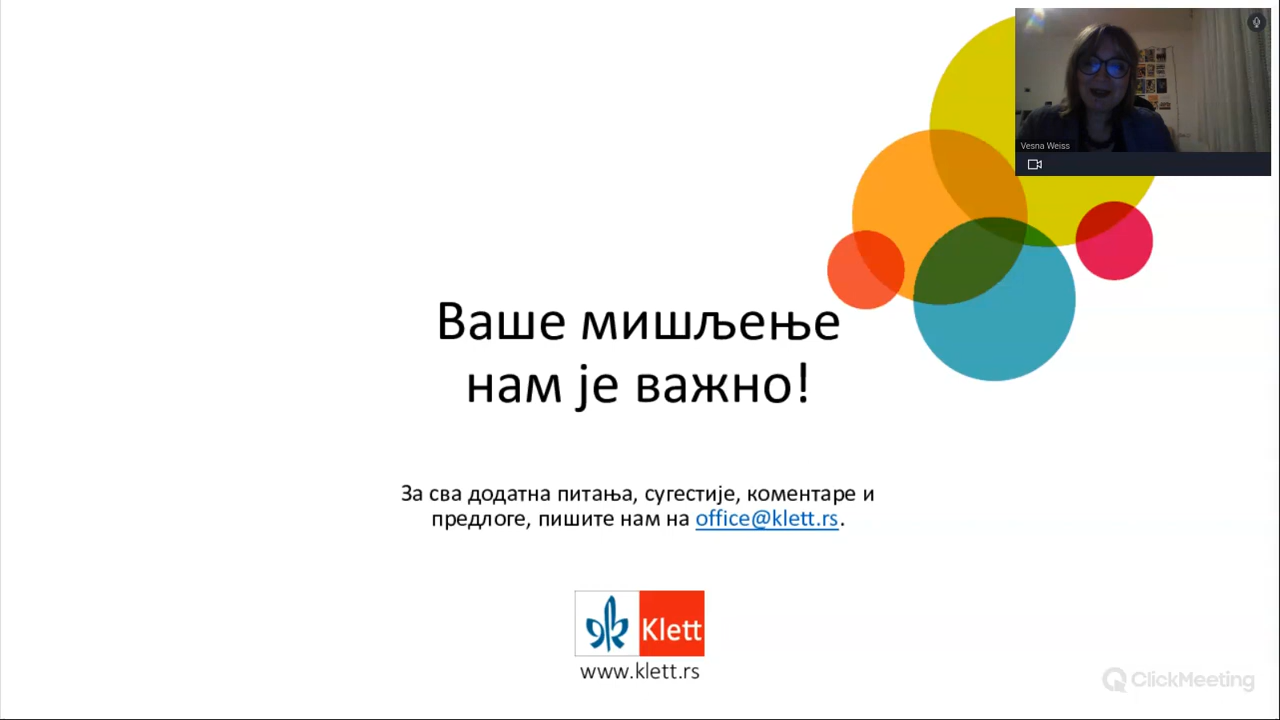 Vesna Weiss
Ваше мишљење
нам је важно!
За сва додатна питања, сугестије, коментаре и
предлоге, пишите нам на office@klett.rs.
Klett
www.klett.rs
ClickMeeting